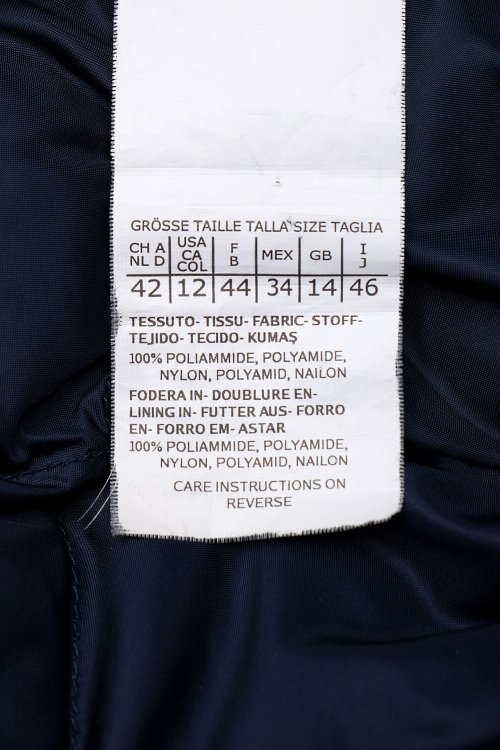 GRÖSSE TAILLE TALLA SIZE TAGLIA
CH A USA F I
NL D CA B MEX GB J
COL
42 12 44 34 14 46
TESSUTO- TISSU- FABRIC- STOFF-
TEJIDO- TECIDO- KUMAŞ
100% POLIAMMIDE, POLYAMIDE,
NYLON, POLYAMID, NAILON
FODERA IN- DOUBLURE EN-
LINING IN- FUTTER AUS- FORRO
EN- FORRO EM- ASTAR
100% POLIAMMIDE, POLYAMIDE,
NYLON, POLYAMID, NAILON
CARE INSTRUCTIONS ON
REVERSE